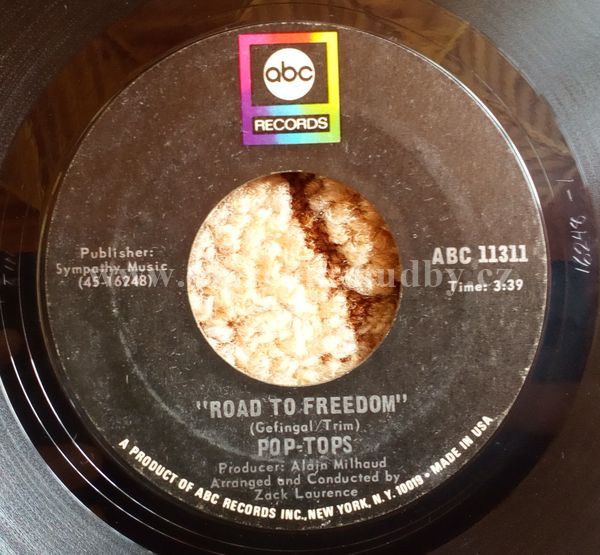 abc
RECORDS
Publisher:
Sympathy Music
(45-16248)
ABC 11311
Time: 3:39
16248-1
"ROAD TO FREEDOM"
(Gefingal/Trim)
POP-TOPS
Producer: Alain Milhaud
Arranged and Conducted by
Zack Laurence
A PRODUCT OF ABC RECORDS INC., NEW YORK, N.Y. 10019 • MADE IN USA